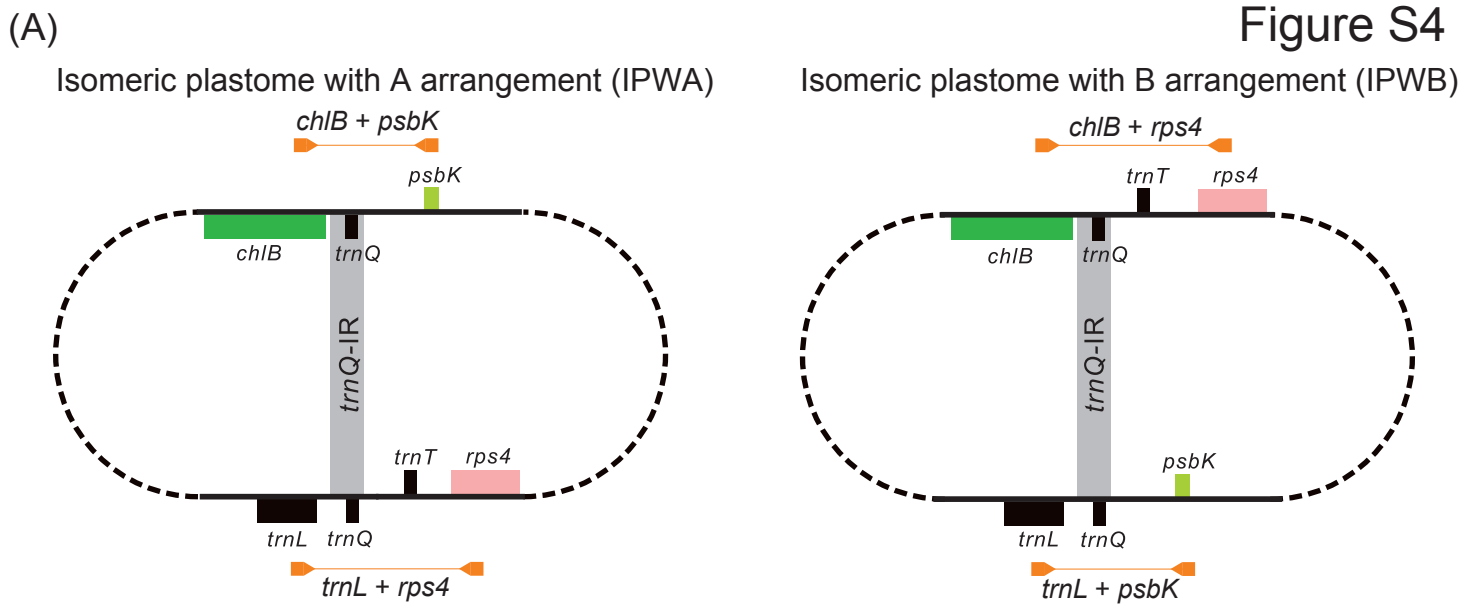 (A)
Figure S4
Isomeric plastome with A arrangement (IPWA)
chlB + psbK
psbK
chlB
trnQ
trnQ-IR
trnT
rps4
trnL
trnQ
trnL + rps4
Isomeric plastome with B arrangement (IPWB)
chlB + rps4
trnT
rps4
chlB
trnQ
trnQ-IR
psbK
trnL
trnQ
trnL + psbK